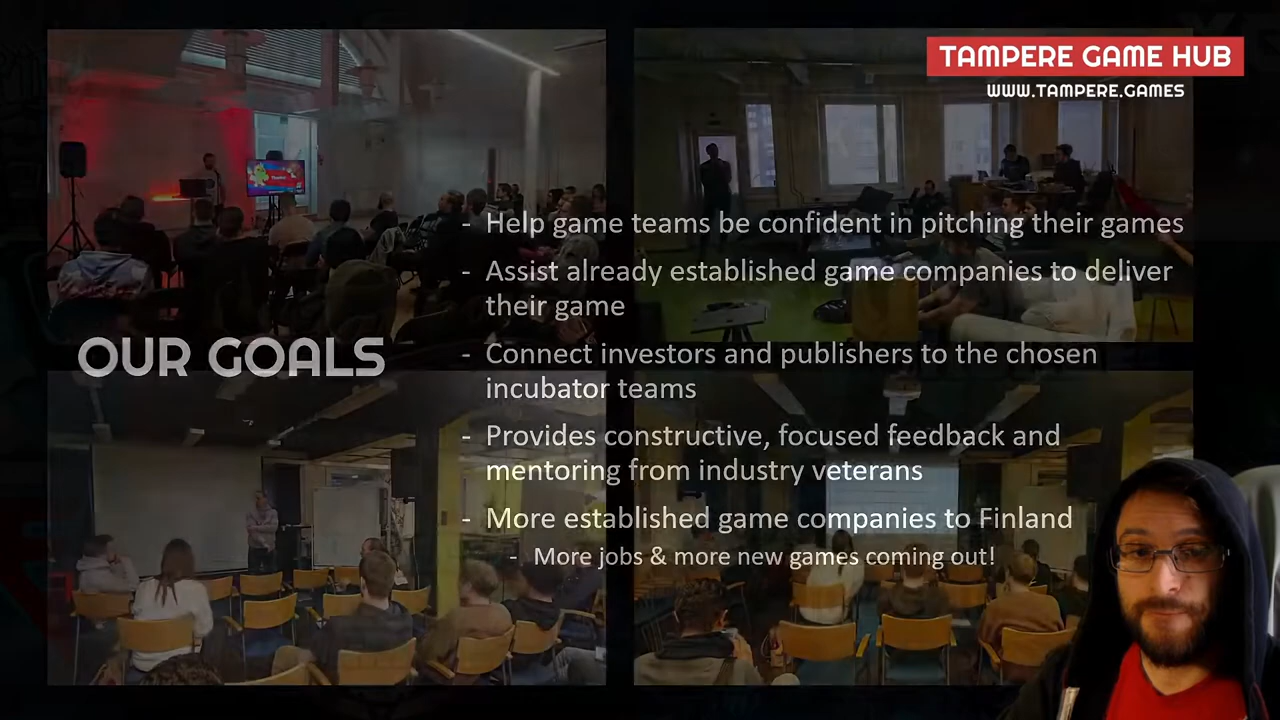 TAMPERE GAME HUB
WWW.TAMPERE.GAMES
OUR GOALS
- Help game teams be confident in pitching their games
- Assist already established game companies to deliver
their game
- Connect investors and publishers to the chosen
incubator teams
- Provides constructive, focused feedback and
mentoring from industry veterans
- More established game companies to Finland
- More jobs & more new games coming out!